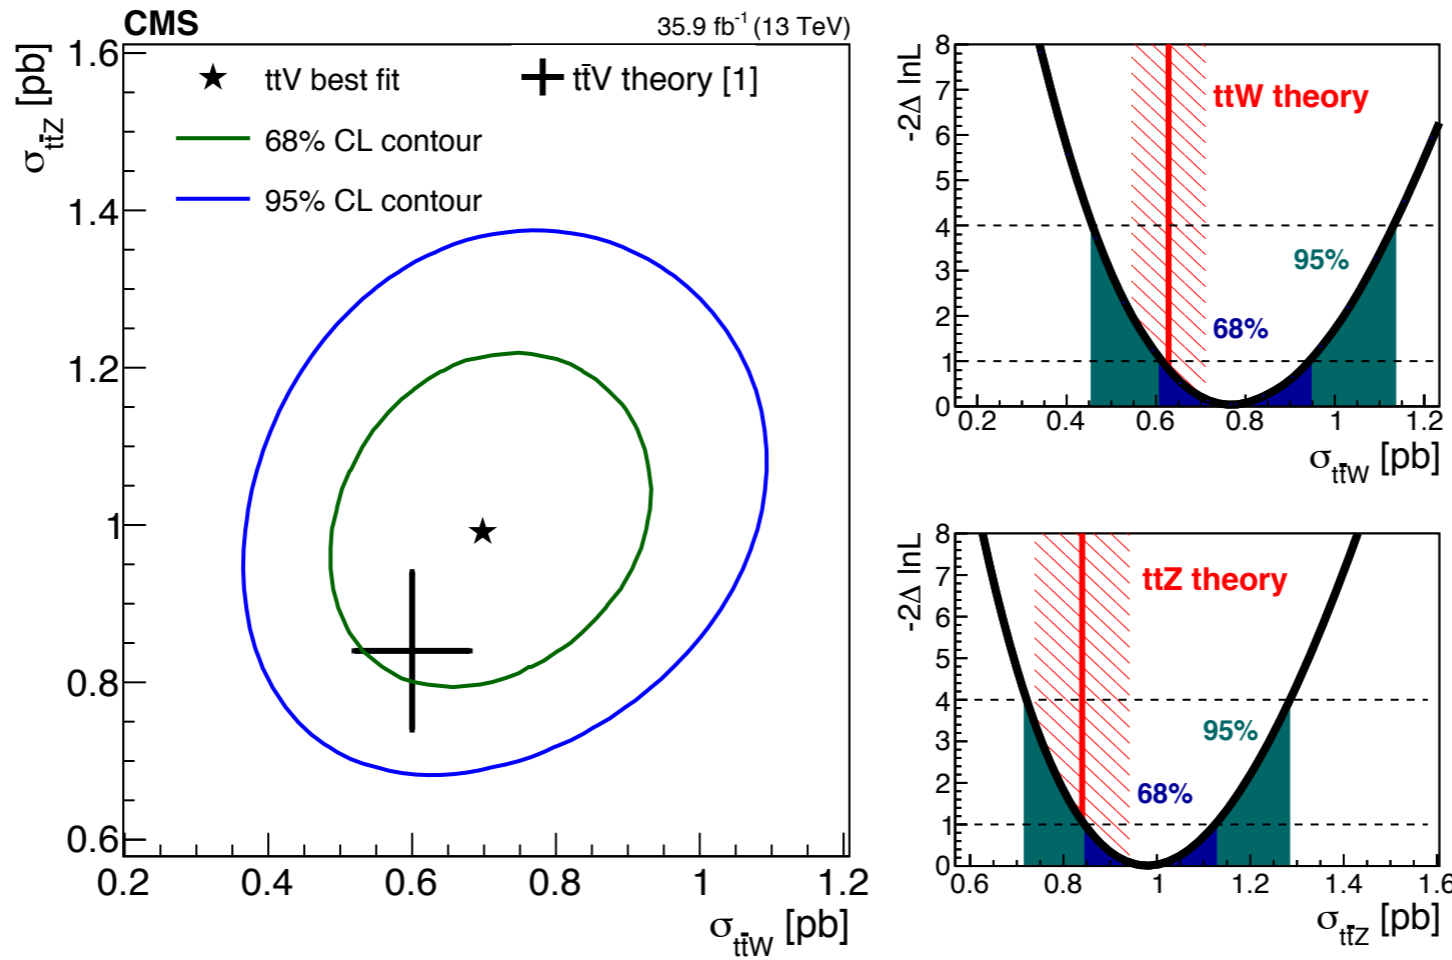 CMS
35.9 fb⁻¹ (13 TeV)
σtt̄Z [pb]
1.6
1.4
1.2
1
0.8
0.6
ttV best fit
tt̄V theory [1]
68% CL contour
95% CL contour
0.2 0.4 0.6 0.8 1 1.2
σtt̄W [pb]
-2Δ lnL
8
7
6
5
4
3
2
1
0
ttW theory
95%
68%
0.2 0.4 0.6 0.8 1 1.2
σtt̄W [pb]
-2Δ lnL
8
7
6
5
4
3
2
1
0
ttZ theory
95%
68%
0.6 0.8 1 1.2 1.4 1.6
σtt̄Z [pb]